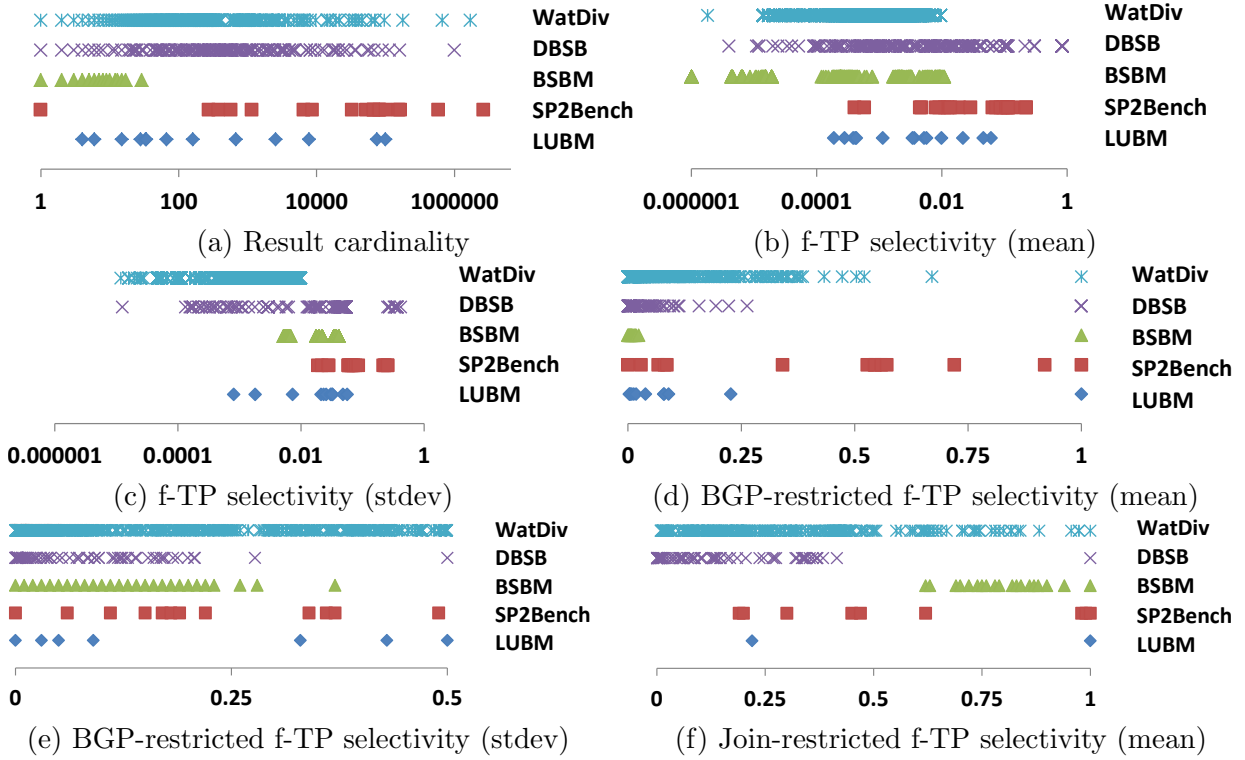 WatDiv
DBSB
BSBM
SP2Bench
LUBM
1 100 10000 1000000
(a) Result cardinality
WatDiv
DBSB
BSBM
SP2Bench
LUBM
0.000001 0.0001 0.01 1
(b) f-TP selectivity (mean)
WatDiv
DBSB
BSBM
SP2Bench
LUBM
0.000001 0.0001 0.01 1
(c) f-TP selectivity (stdev)
WatDiv
DBSB
BSBM
SP2Bench
LUBM
0 0.25 0.5 0.75 1
(d) BGP-restricted f-TP selectivity (mean)
WatDiv
DBSB
BSBM
SP2Bench
LUBM
0 0.25 0.5
(e) BGP-restricted f-TP selectivity (stdev)
WatDiv
DBSB
BSBM
SP2Bench
LUBM
0 0.25 0.5 0.75 1
(f) Join-restricted f-TP selectivity (mean)